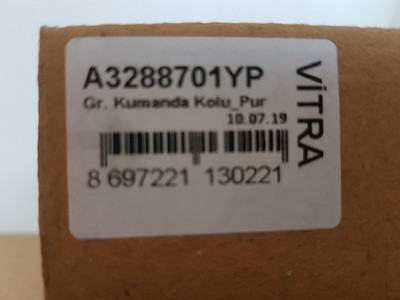 A3288701YP
Gr. Kumanda Kolu_Pur
10.07.19
8 697221 130221
VİTRA